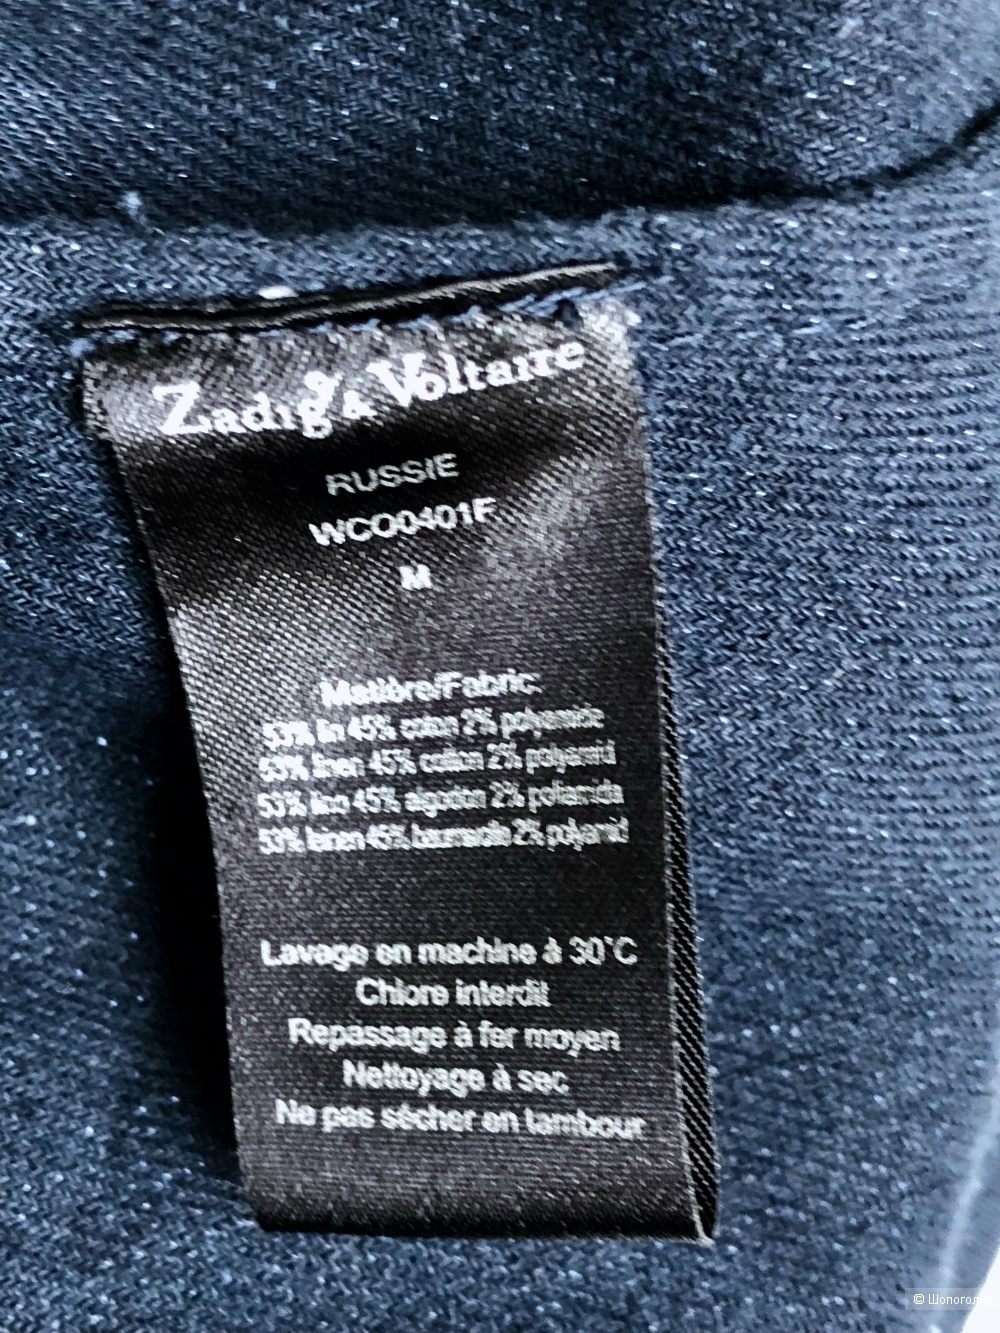 Zadig & Voltaire
RUSSIE
WCO0401F
M
Matière/Fabric:
53% lin 45% coton 2% polyamide
53% linen 45% cotton 2% polyamid
53% lino 45% algodon 2% poliamida
53% leinen 45% baumwolle 2% polyamid
Lavage en machine à 30°C
Chlore interdit
Repassage à fer moyen
Nettoyage à sec
Ne pas sécher en tambour
© Шопоголик